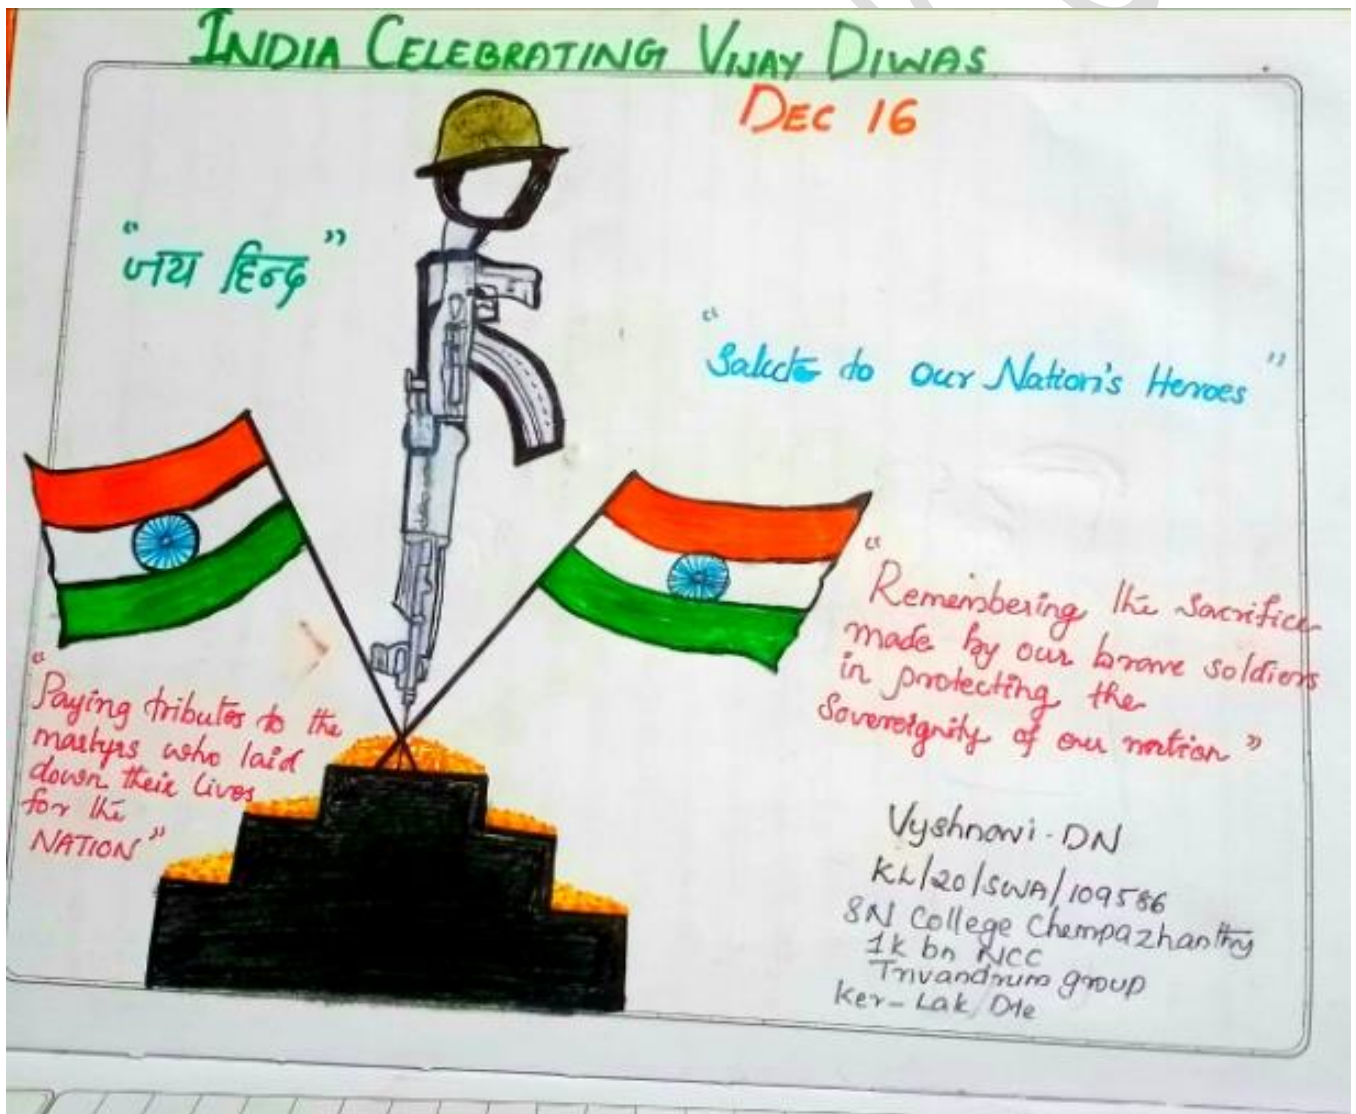 INDIA CELEBRATING VIJAY DIWAS
DEC 16
"जय हिन्द"
"Salute to our Nation's Heroes"
"Remembering the Sacrifice
made by our brave soldiers
in protecting the
Sovereignity of our nation"
"Paying tributes to the
martyrs who laid
down their lives
for the
NATION"
Vyshnavi-DN
KL/20/SWA/109586
SN College Chempazhanthy
1K bn NCC
Trivandrum group
Ker-Lak Dte